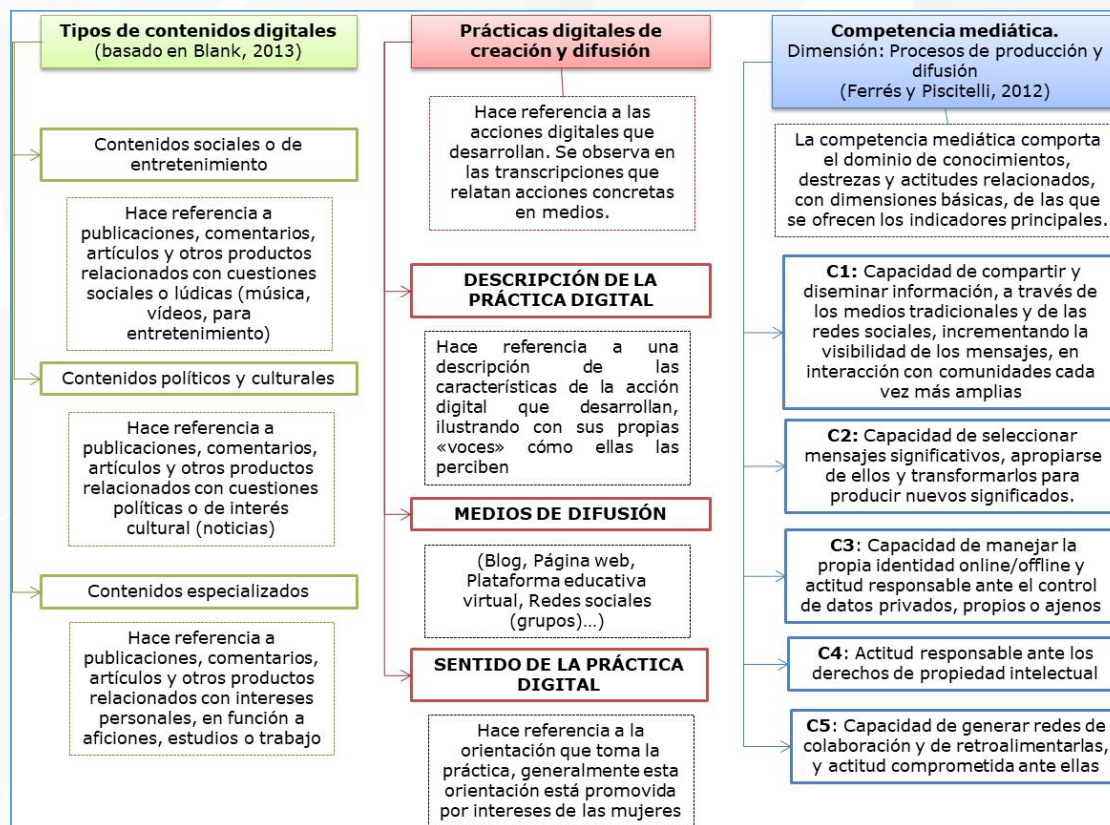 Tipos de contenidos digitales
(basado en Blank, 2013)
Contenidos sociales o de
entretenimiento
Hace referencia a
publicaciones, comentarios,
artículos y otros productos
relacionados con cuestiones
sociales o lúdicas (música,
vídeos, para
entretenimiento)
Contenidos políticos y culturales
Hace referencia a
publicaciones, comentarios,
artículos y otros productos
relacionados con cuestiones
políticas o de interés
cultural (noticias)
Contenidos especializados
Hace referencia a
publicaciones, comentarios,
artículos y otros productos
relacionados con intereses
personales, en función a
aficiones, estudios o trabajo
Prácticas digitales de
creación y difusión
Hace referencia a las
acciones digitales que
desarrollan. Se observa en
las transcripciones que
relatan acciones concretas
en medios.
DESCRIPCIÓN DE LA
PRÁCTICA DIGITAL
Hace referencia a una
descripción de las
características de la acción
digital que desarrollan,
ilustrando con sus propias
«voces» cómo ellas las
perciben
MEDIOS DE DIFUSIÓN
(Blog, Página web,
Plataforma educativa
virtual, Redes sociales
(grupos)…)
SENTIDO DE LA PRÁCTICA
DIGITAL
Hace referencia a la
orientación que toma la
práctica, generalmente esta
orientación está promovida
por intereses de las mujeres
Competencia mediática.
Dimensión: Procesos de producción y
difusión
(Ferrés y Piscitelli, 2012)
La competencia mediática comporta
el dominio de conocimientos,
destrezas y actitudes relacionados,
con dimensiones básicas, de las que
se ofrecen los indicadores principales.
C1: Capacidad de compartir y
diseminar información, a través de
los medios tradicionales y de las
redes sociales, incrementando la
visibilidad de los mensajes, en
interacción con comunidades cada
vez más amplias
C2: Capacidad de seleccionar
mensajes significativos, apropiarse
de ellos y transformarlos para
producir nuevos significados.
C3: Capacidad de manejar la
propia identidad online/offline y
actitud responsable ante el control
de datos privados, propios o ajenos
C4: Actitud responsable ante los
derechos de propiedad intelectual
C5: Capacidad de generar redes de
colaboración y de retroalimentarlas,
y actitud comprometida ante ellas